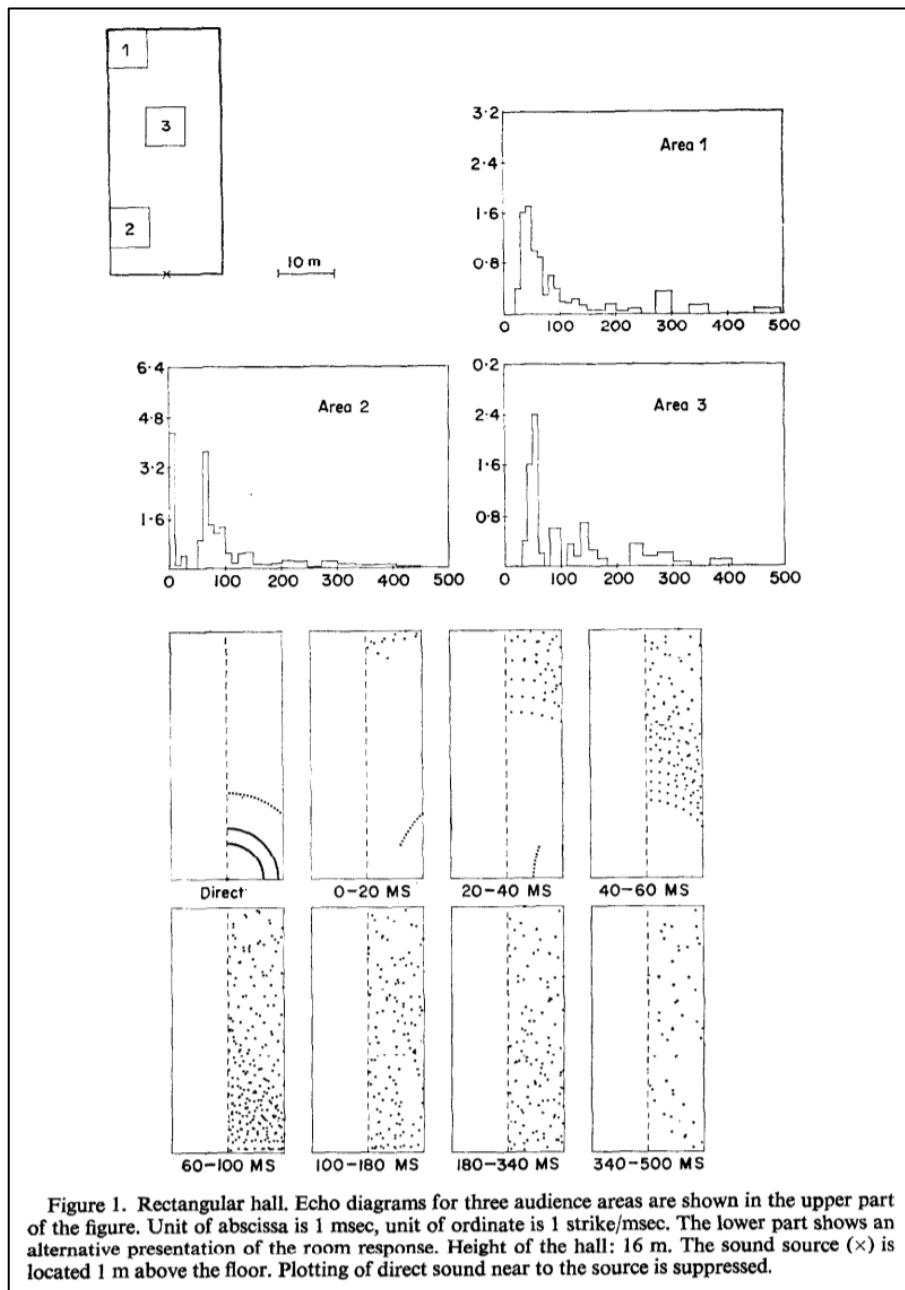 1
3
2
10 m
Area 1
3·2
2·4
1·6
0·8
0 100 200 300 400 500
Area 2
6·4
4·8
3·2
1·6
0 100 200 300 400 500
Area 3
0·2
2·4
1·6
0·8
0 100 200 300 400 500
Direct 0–20 MS 20–40 MS 40–60 MS
60–100 MS 100–180 MS 180–340 MS 340–500 MS
Figure 1. Rectangular hall. Echo diagrams for three audience areas are shown in the upper part
of the figure. Unit of abscissa is 1 msec, unit of ordinate is 1 strike/msec. The lower part shows an
alternative presentation of the room response. Height of the hall: 16 m. The sound source (×) is
located 1 m above the floor. Plotting of direct sound near to the source is suppressed.